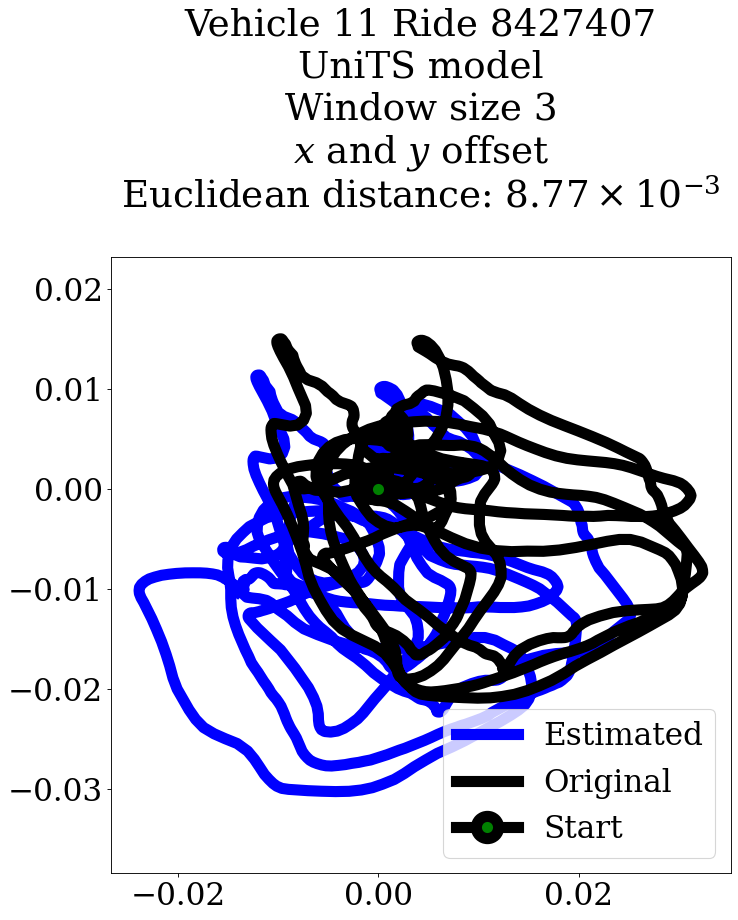 Vehicle 11 Ride 8427407
UniTS model
Window size 3
x and y offset
Euclidean distance: 8.77 × 10⁻³
0.02
0.01
0.00
−0.01
−0.02
−0.03
−0.02 0.00 0.02
Estimated
Original
Start